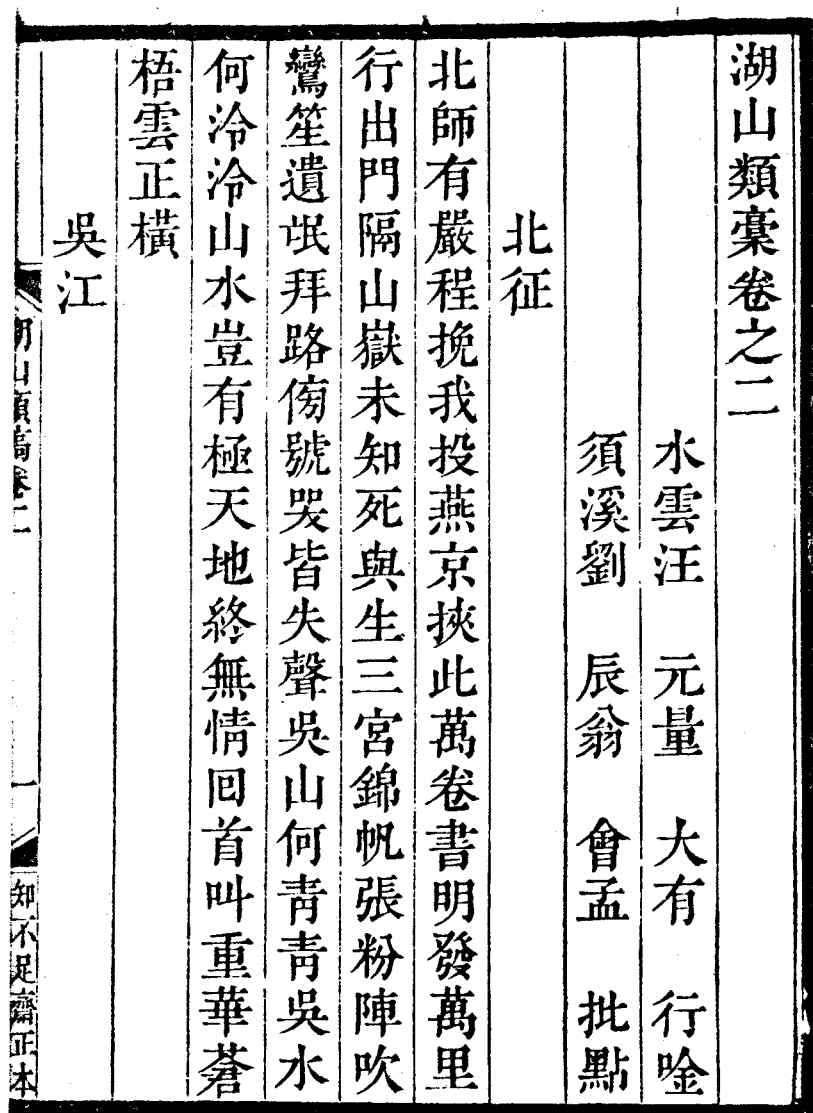 湖山類稾卷之二
水雲汪　元量　大有　行唫
須溪劉　辰翁　會孟　批點
北征
北師有嚴程挽我投燕京挾此萬卷書明發萬里
行出門隔山嶽未知死與生三宮錦帆張粉陣吹
鸞笙遺氓拜路傍號哭皆失聲吳山何青青吳水
何泠泠山水豈有極天地終無情回首叫重華蒼
梧雲正橫
吳江
湖山類稿卷二
一
知不足齋正本